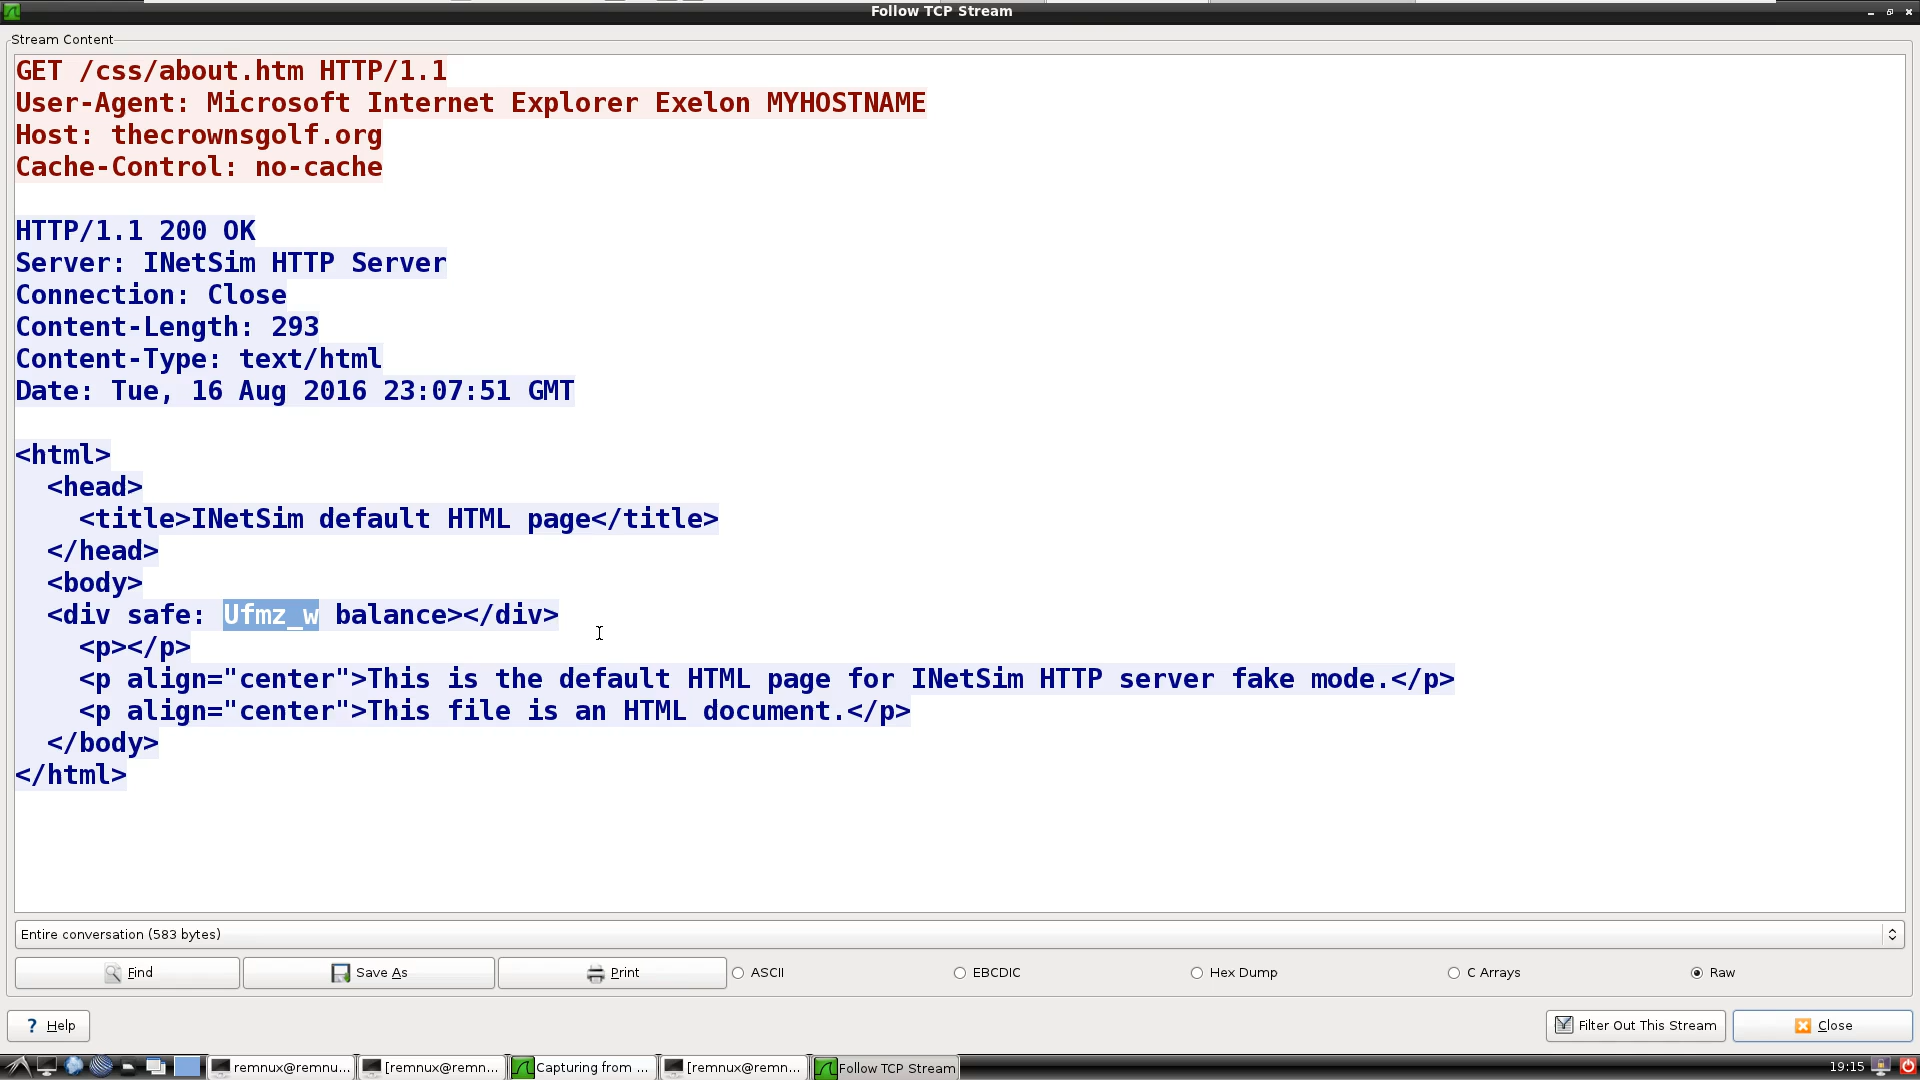 Follow TCP Stream
Stream Content
GET /css/about.htm HTTP/1.1
User-Agent: Microsoft Internet Explorer Exelon MYHOSTNAME
Host: thecrownsgolf.org
Cache-Control: no-cache
HTTP/1.1 200 OK
Server: INetSim HTTP Server
Connection: Close
Content-Length: 293
Content-Type: text/html
Date: Tue, 16 Aug 2016 23:07:51 GMT
<html>
  <head>
    <title>INetSim default HTML page</title>
  </head>
  <body>
  <div safe: Ufmz_w balance></div>
    <p></p>
    <p align="center">This is the default HTML page for INetSim HTTP server fake mode.</p>
    <p align="center">This file is an HTML document.</p>
  </body>
</html>
Entire conversation (583 bytes)
Find Save As Print ASCII EBCDIC Hex Dump C Arrays Raw
? Help Filter Out This Stream Close
remnux@remnu... [remnux@remn... Capturing from ... [remnux@remn... Follow TCP Stream 19:15